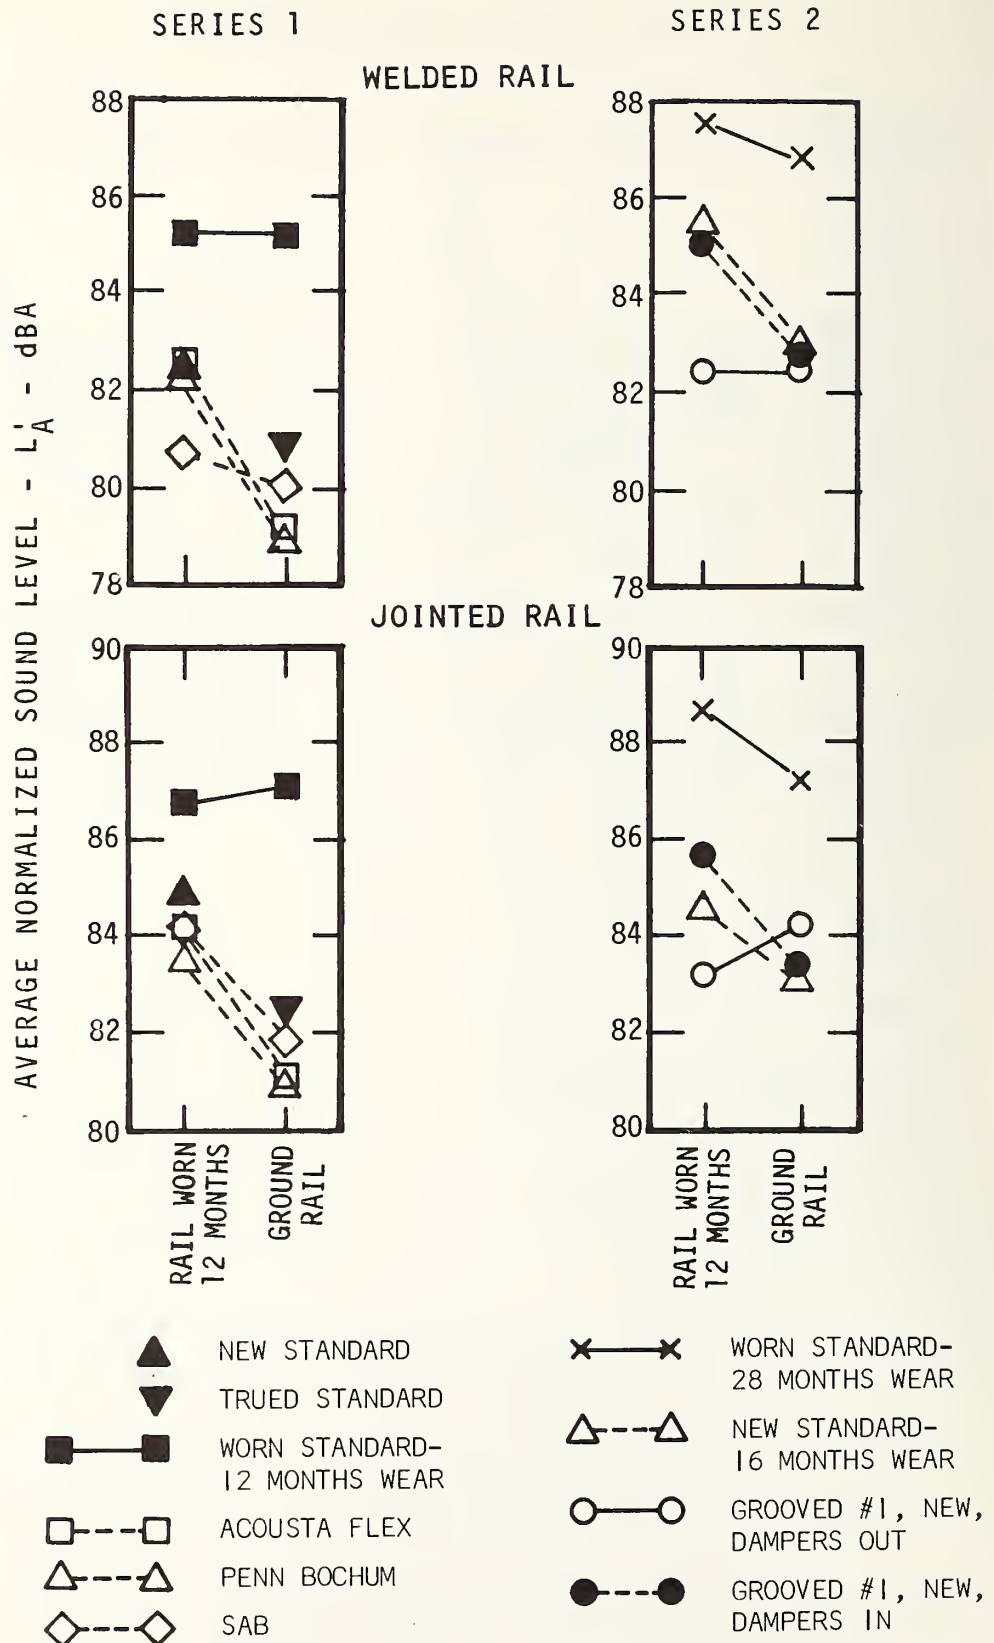 SERIES 1
SERIES 2
WELDED RAIL
88
86
84
82
80
78
88
86
84
82
80
78
JOINTED RAIL
90
88
86
84
82
80
90
88
86
84
82
80
AVERAGE NORMALIZED SOUND LEVEL - L'A - dBA
RAIL WORN
12 MONTHS
GROUND
RAIL
RAIL WORN
12 MONTHS
GROUND
RAIL
NEW STANDARD
TRUED STANDARD
WORN STANDARD-
12 MONTHS WEAR
ACOUSTA FLEX
PENN BOCHUM
SAB
WORN STANDARD-
28 MONTHS WEAR
NEW STANDARD-
16 MONTHS WEAR
GROOVED #1, NEW,
DAMPERS OUT
GROOVED #1, NEW,
DAMPERS IN